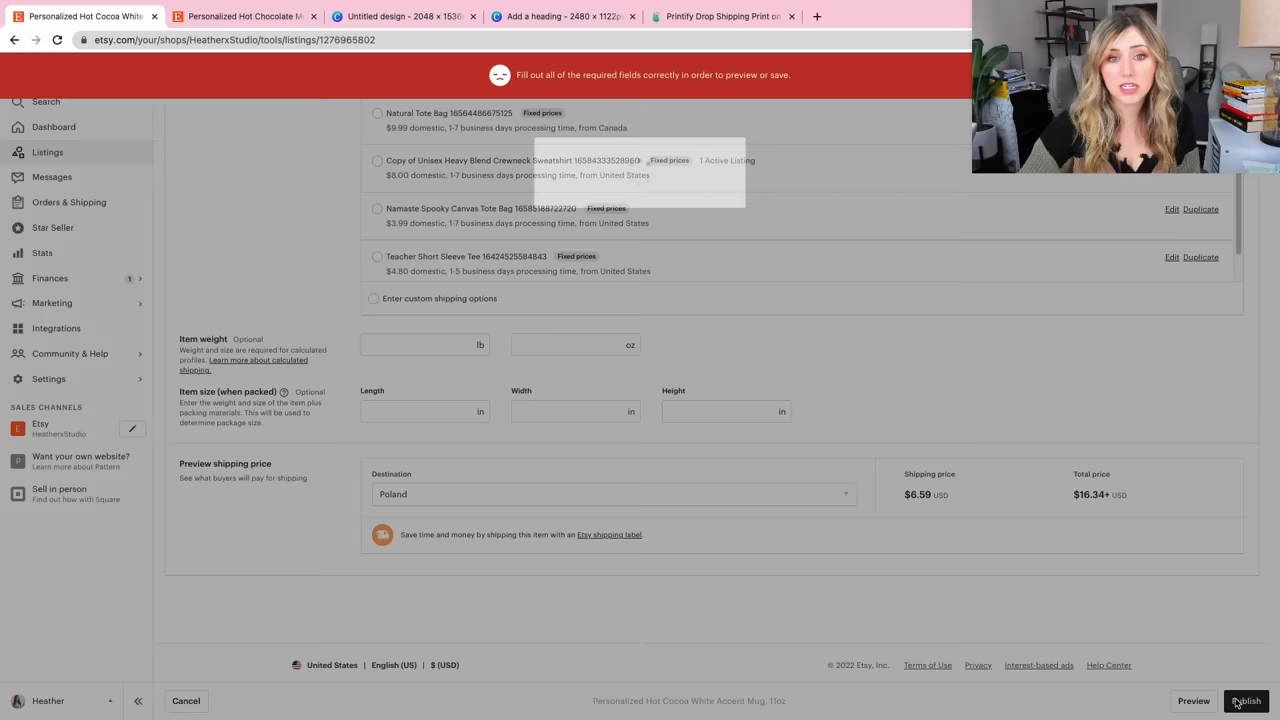 Personalized Hot Cocoa White
Personalized Hot Chocolate M
Untitled design - 2048 × 1536
Add a heading - 2480 × 1122p
Printify Drop Shipping Print on
etsy.com/your/shops/HeatherxStudio/tools/listings/1276965802
Fill out all of the required fields correctly in order to preview or save.
Search
Dashboard
Listings
Messages
Orders & Shipping
Star Seller
Stats
Finances 1
Marketing
Integrations
Community & Help
Settings
SALES CHANNELS
Etsy
HeatherxStudio
Want your own website?
Learn more about Pattern
Sell in person
Find out how with Square
Heather
Natural Tote Bag 16564486675125 Fixed prices
$9.99 domestic, 1-7 business days processing time, from Canada
Copy of Unisex Heavy Blend Crewneck Sweatshirt 16584333528960 Fixed prices 1 Active Listing
$8.00 domestic, 1-7 business days processing time, from United States
Namaste Spooky Canvas Tote Bag 16585188722720 Fixed prices Edit Duplicate
$3.99 domestic, 1-7 business days processing time, from United States
Teacher Short Sleeve Tee 16424525584843 Fixed prices Edit Duplicate
$4.80 domestic, 1-5 business days processing time, from United States
Enter custom shipping options
Item weight Optional
Weight and size are required for calculated
profiles. Learn more about calculated
shipping.
lb oz
Item size (when packed) Optional
Enter the weight and size of the item plus
packing materials. This will be used to
determine package size.
Length Width Height
in in in
Preview shipping price
See what buyers will pay for shipping
Destination
Poland
Shipping price
$6.59 USD
Total price
$16.34+ USD
Save time and money by shipping this item with an Etsy shipping label.
United States | English (US) | $ (USD)
© 2022 Etsy, Inc. Terms of Use Privacy Interest-based ads Help Center
Cancel
Personalized Hot Cocoa White Accent Mug, 11oz
Preview
Publish